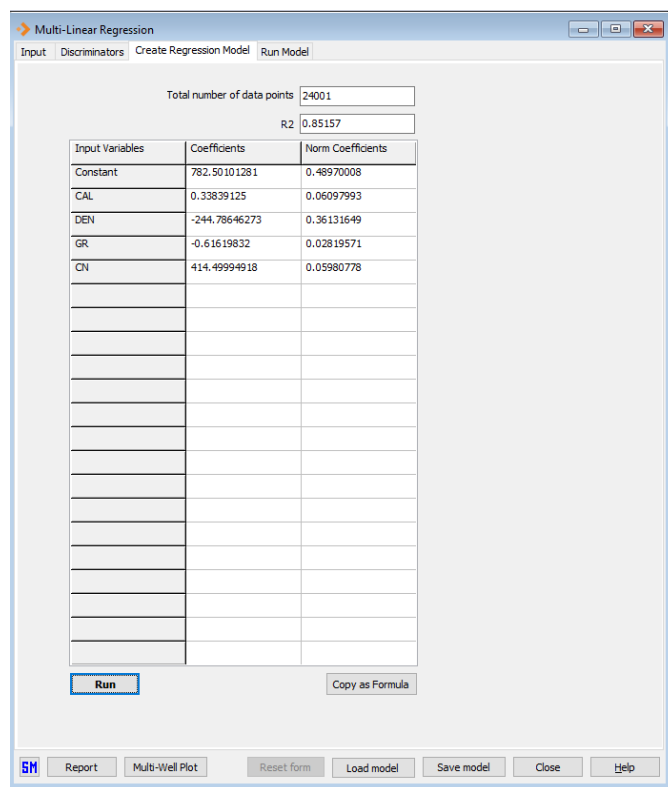 Multi-Linear Regression
Input Discriminators Create Regression Model Run Model
Total number of data points 24001
R2 0.85157
Input Variables Coefficients Norm Coefficients
Constant 782.50101281 0.48970008
CAL 0.33839125 0.06097993
DEN -244.78646273 0.36131649
GR -0.61619832 0.02819571
CN 414.49994918 0.05980778
Run Copy as Formula
SM Report Multi-Well Plot Reset form Load model Save model Close Help